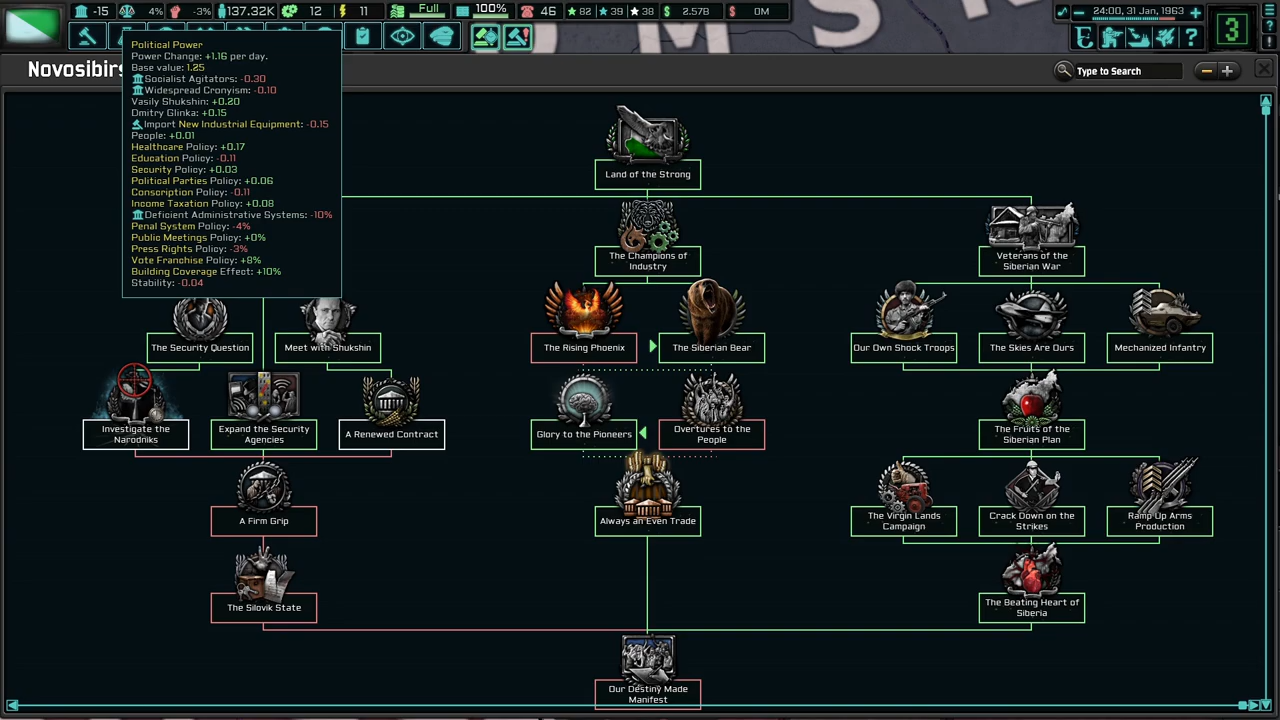 -15
4%
-3%
137.32K
12
11
Full
100%
46
82
39
38
2.57B
0M
24:00, 31 Jan, 1963
3
?
?
Novosibirs
Type to Search
Political Power
Power Change: +1.16 per day.
Base value: 1.25
Socialist Agitators: -0.30
Widespread Cronyism: -0.10
Vasily Shukshin: +0.20
Dmitry Glinka: +0.15
Import New Industrial Equipment: -0.15
People: +0.01
Healthcare Policy: +0.17
Education Policy: -0.11
Security Policy: +0.03
Political Parties Policy: +0.06
Conscription Policy: -0.11
Income Taxation Policy: +0.08
Deficient Administrative Systems: -10%
Penal System Policy: -4%
Public Meetings Policy: +0%
Press Rights Policy: -3%
Vote Franchise Policy: +8%
Building Coverage Effect: +10%
Stability: -0.04
Land of the Strong
The Champions of
Industry
Veterans of the
Siberian War
The Security Question
Meet with Shukshin
The Rising Phoenix
The Siberian Bear
Our Own Shock Troops
The Skies Are Ours
Mechanized Infantry
Investigate the
Narodniks
Expand the Security
Agencies
A Renewed Contract
Glory to the Pioneers
Overtures to the
People
The Fruits of the
Siberian Plan
A Firm Grip
Always an Even Trade
The Virgin Lands
Campaign
Crack Down on the
Strikes
Ramp Up Arms
Production
The Silovik State
The Beating Heart of
Siberia
Our Destiny Made
Manifest